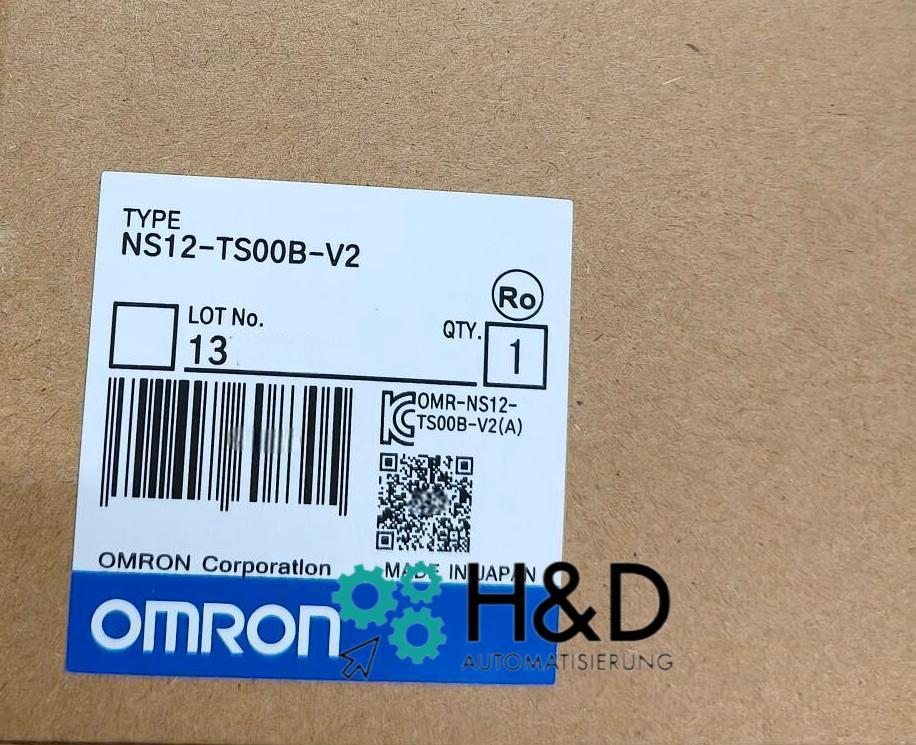 TYPE
NS12-TS00B-V2
Ro
LOT No.
13
QTY.
1
OMR-NS12-
TS00B-V2(A)
OMRON Corporation
MADE IN JAPAN
OMRON
H&D
AUTOMATISIERUNG